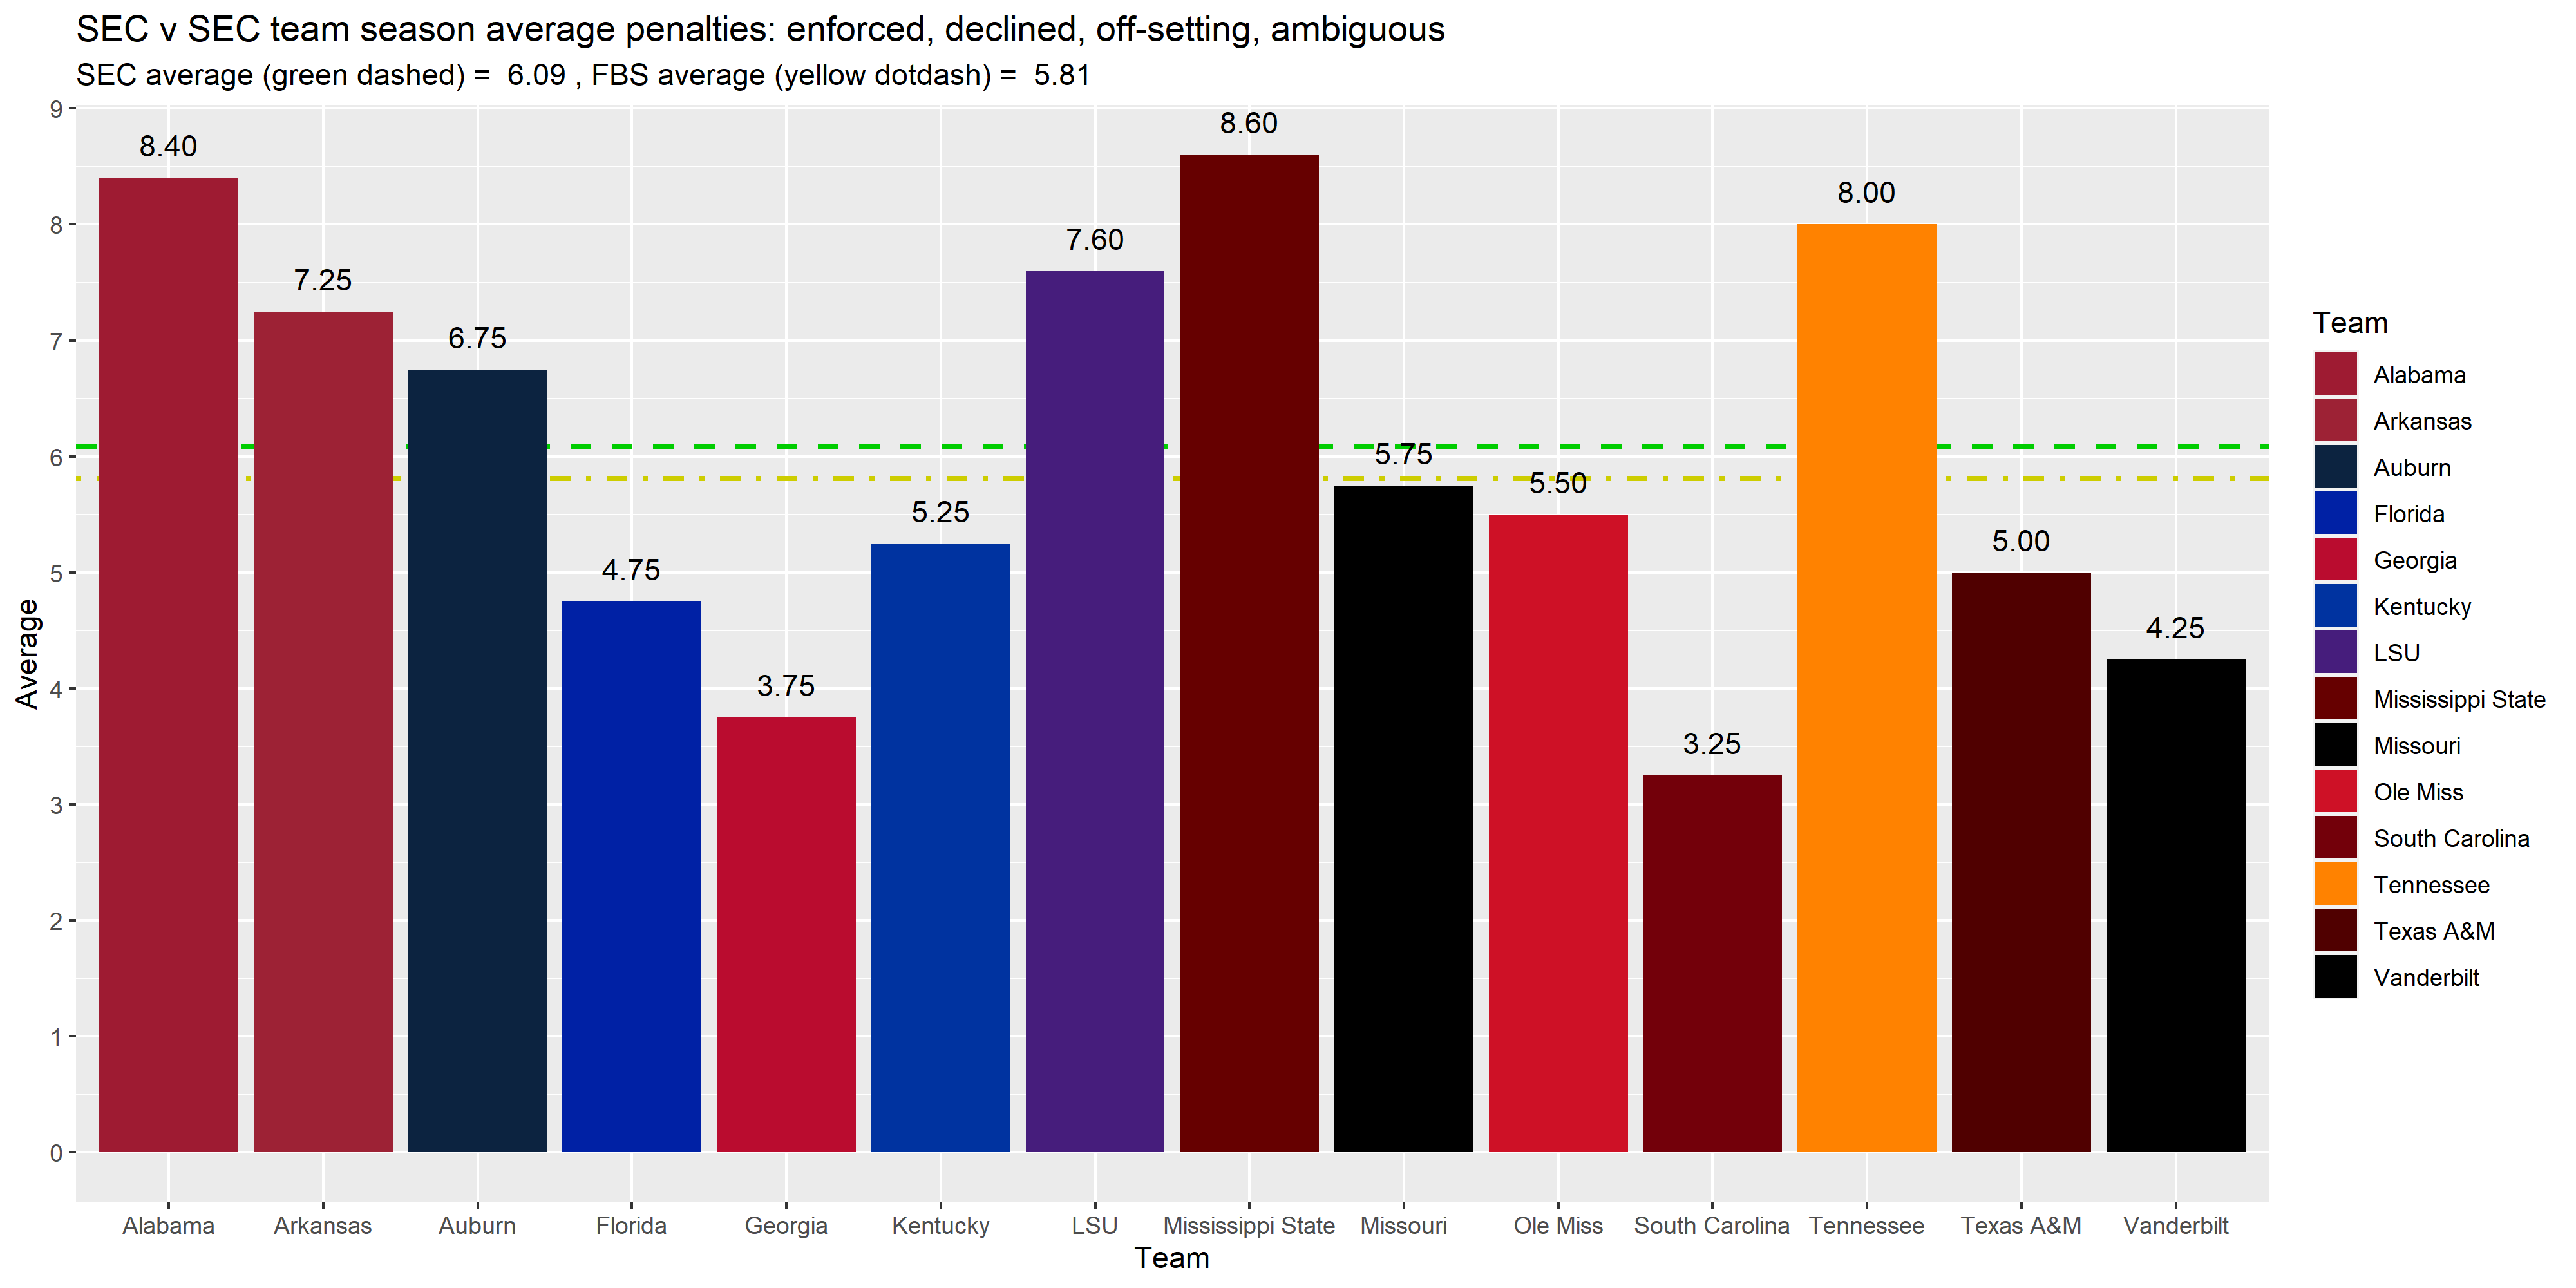 SEC v SEC team season average penalties: enforced, declined, off-setting, ambiguous
SEC average (green dashed) =  6.09 , FBS average (yellow dotdash) =  5.81
9
8
7
6
5
4
3
2
1
0
Average
8.40
7.25
6.75
4.75
3.75
5.25
7.60
8.60
5.75
5.50
3.25
8.00
5.00
4.25
Alabama
Arkansas
Auburn
Florida
Georgia
Kentucky
LSU
Mississippi State
Missouri
Ole Miss
South Carolina
Tennessee
Texas A&M
Vanderbilt
Team
Team
Alabama
Arkansas
Auburn
Florida
Georgia
Kentucky
LSU
Mississippi State
Missouri
Ole Miss
South Carolina
Tennessee
Texas A&M
Vanderbilt